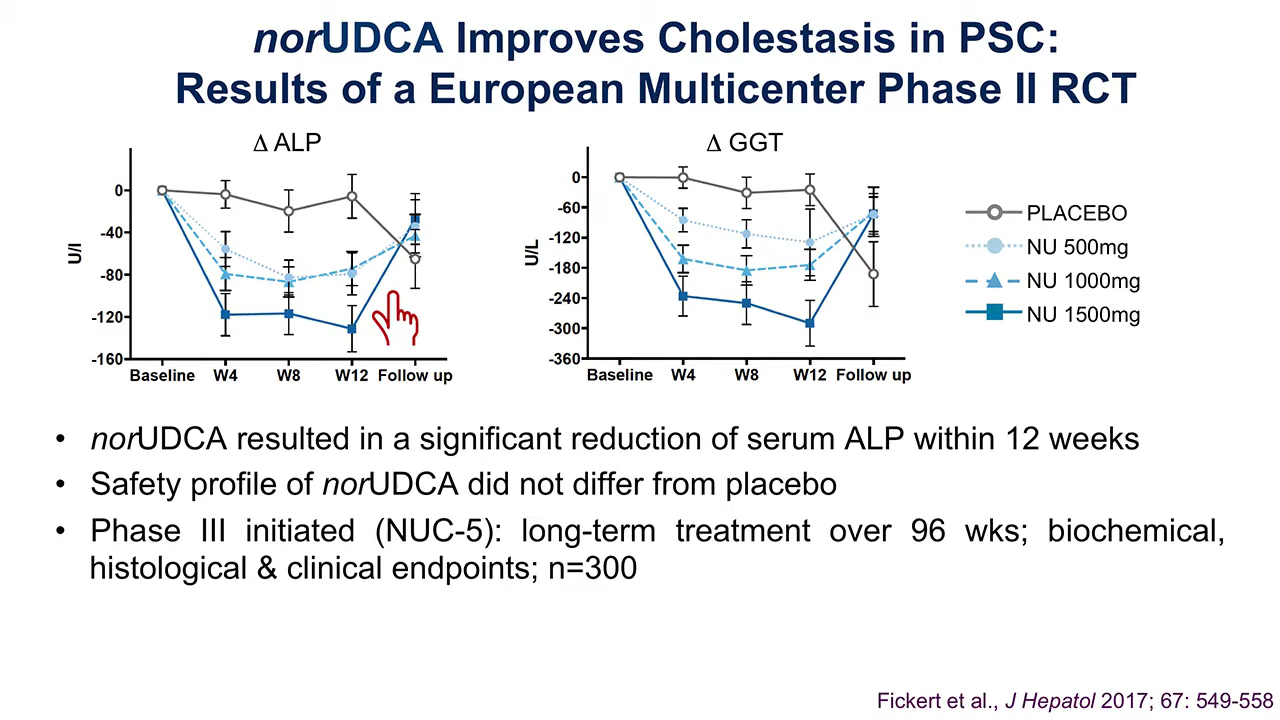 norUDCA Improves Cholestasis in PSC:
Results of a European Multicenter Phase II RCT
Δ ALP
0
-40
-80
-120
-160
U/l
Baseline W4 W8 W12 Follow up
Δ GGT
0
-60
-120
-180
-240
-300
-360
U/L
Baseline W4 W8 W12 Follow up
PLACEBO
NU 500mg
NU 1000mg
NU 1500mg
• norUDCA resulted in a significant reduction of serum ALP within 12 weeks
• Safety profile of norUDCA did not differ from placebo
• Phase III initiated (NUC-5): long-term treatment over 96 wks; biochemical,
histological & clinical endpoints; n=300
Fickert et al., J Hepatol 2017; 67: 549-558